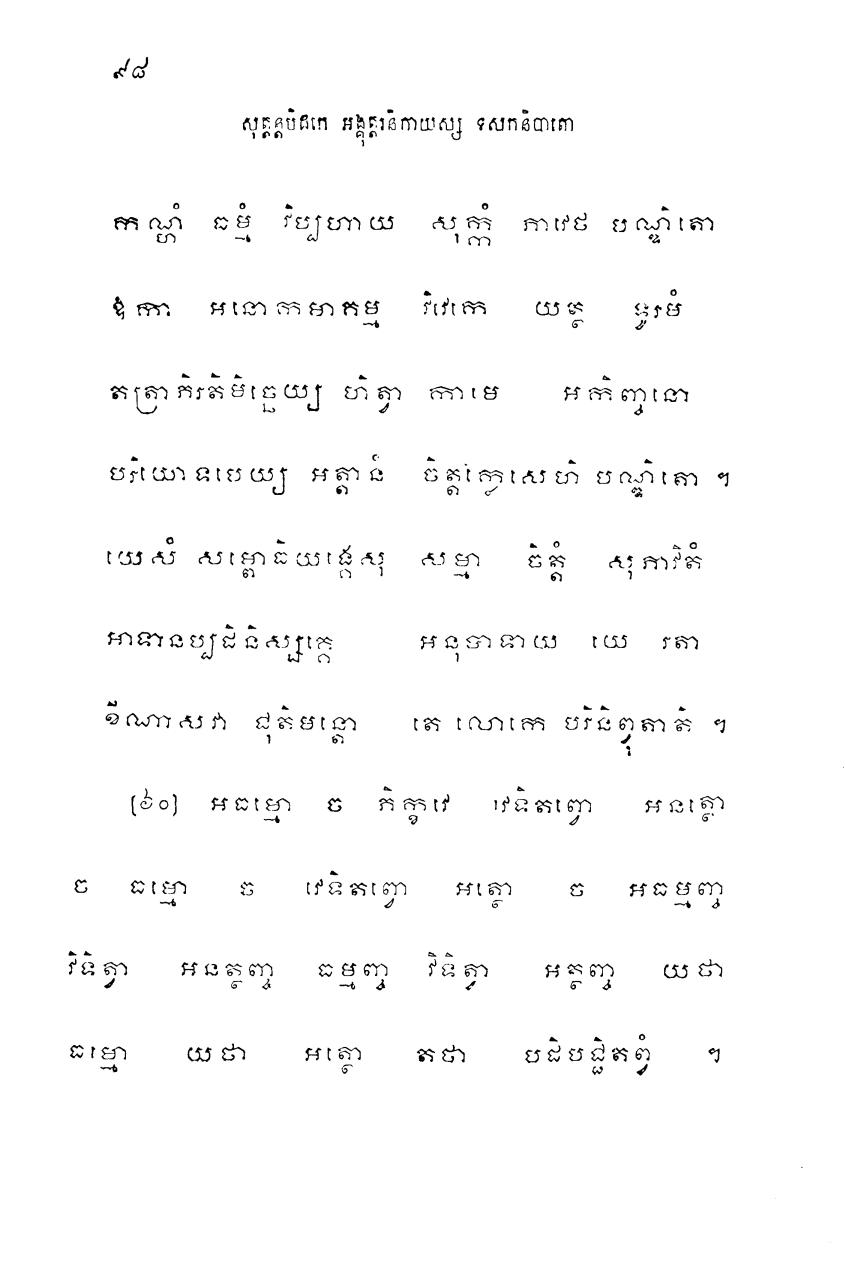 ៩៨
សុត្តន្តបិដកេ អង្គុត្តរនិកាយស្ស ទសកនិបាតោ
កណ្ហំ ធម្មំ វិប្បហាយ សុក្កំ ភាវេថ បណ្ឌិតោ
ឱកា អនោកមាគម្ម វិវេកេ យត្ថ ទូរមំ
តត្រាភិរតិមិច្ឆេយ្យ ហិត្វា កាមេ អកិញ្ចនោ
បរិយោទបេយ្យ អត្តានំ ចិត្តក្លេសេហិ បណ្ឌិតោ ។
យេសំ សម្ពោធិយង្គេសុ សម្មា ចិត្តំ សុភាវិតំ
អាទានប្បដិនិស្សគ្គេ អនុបាទាយ យេ រតា
ខីណាសវា ជុតិមន្តោ តេ លោកេ បរិនិព្វុតាតិ ។
[៦០] អធម្មោ ច ភិក្ខវេ វេទិតព្វោ អនត្ថោ
ច ធម្មោ ច វេទិតព្វោ អត្ថោ ច អធម្មញ្ច
វិទិត្វា អនត្ថញ្ច ធម្មញ្ច វិទិត្វា អត្ថញ្ច យថា
ធម្មោ យថា អត្ថោ តថា បដិបជ្ជិតព្វំ ។